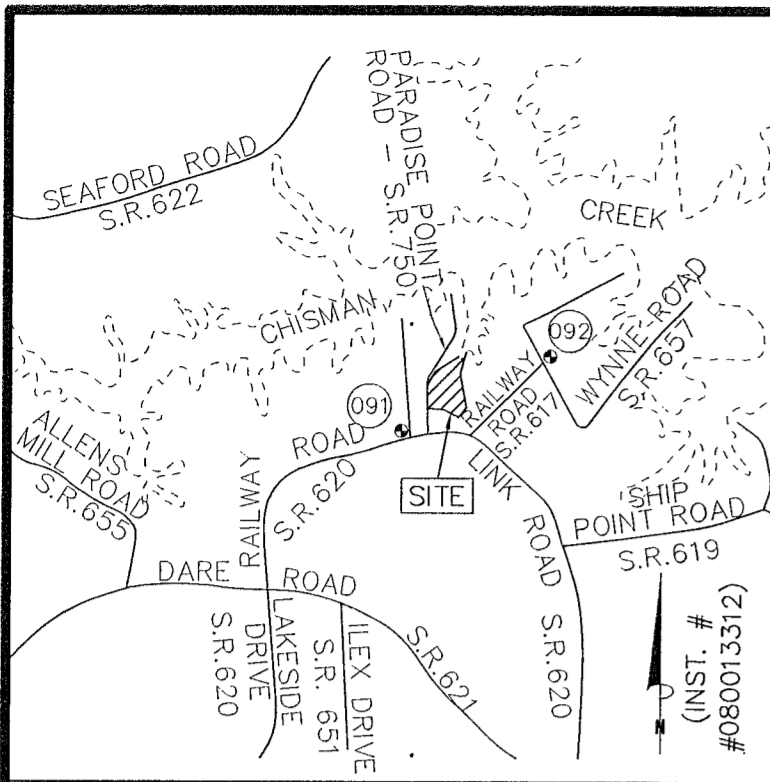 PARADISE POINT
ROAD – S.R.750
SEAFORD ROAD
S.R.622
CREEK
CHISMAN
092
WYNNE ROAD
S.R.657
RAILWAY
ROAD
S.R.617
091
ALLENS
MILL ROAD
S.R.655
RAILWAY ROAD
S.R.620
SITE
LINK ROAD S.R.620
SHIP
POINT ROAD
S.R.619
DARE ROAD
S.R.621
LAKESIDE
DRIVE
S.R.620
ILEX DRIVE
S.R. 651
N
(INST. #
#080013312)